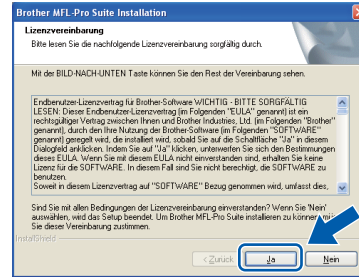 Brother MFL-Pro Suite Installation
Lizenzvereinbarung
Bitte lesen Sie die nachfolgende Lizenzvereinbarung sorgfältig durch.
Mit der BILD-NACH-UNTEN Taste können Sie den Rest der Vereinbarung sehen.
Endbenutzer-Lizenzvertrag für Brother-Software WICHTIG - BITTE SORGFÄLTIG
LESEN: Dieser Endbenutzer-Lizenzvertrag (im Folgenden "EULA" genannt) ist ein
rechtsgültiger Vertrag zwischen Ihnen und Brother Industries, Ltd. (im Folgenden "Brother"
genannt), durch den Ihre Nutzung der Brother-Software (im Folgenden "SOFTWARE"
genannt) geregelt wird, die installiert wird, sobald Sie auf die Schaltfläche "Ja" in diesem
Dialogfeld anklicken. Indem Sie auf "Ja" klicken, unterwerfen Sie sich den Bestimmungen
dieses EULA. Wenn Sie mit diesem EULA nicht einverstanden sind, erhalten Sie keine
Lizenz für die SOFTWARE. In diesem Fall sind Sie nicht berechtigt, die SOFTWARE zu
benutzen.
Soweit in diesem Lizenzvertrag auf "SOFTWARE" Bezug genommen wird, umfasst dies,
Sind Sie mit allen Bedingungen der Lizenzvereinbarung einverstanden? Wenn Sie 'Nein'
auswählen, wird das Setup beendet. Um Brother MFL-Pro Suite installieren zu können,
Sie dieser Vereinbarung zustimmen.
InstallShield
< Zurück
Ja
Nein